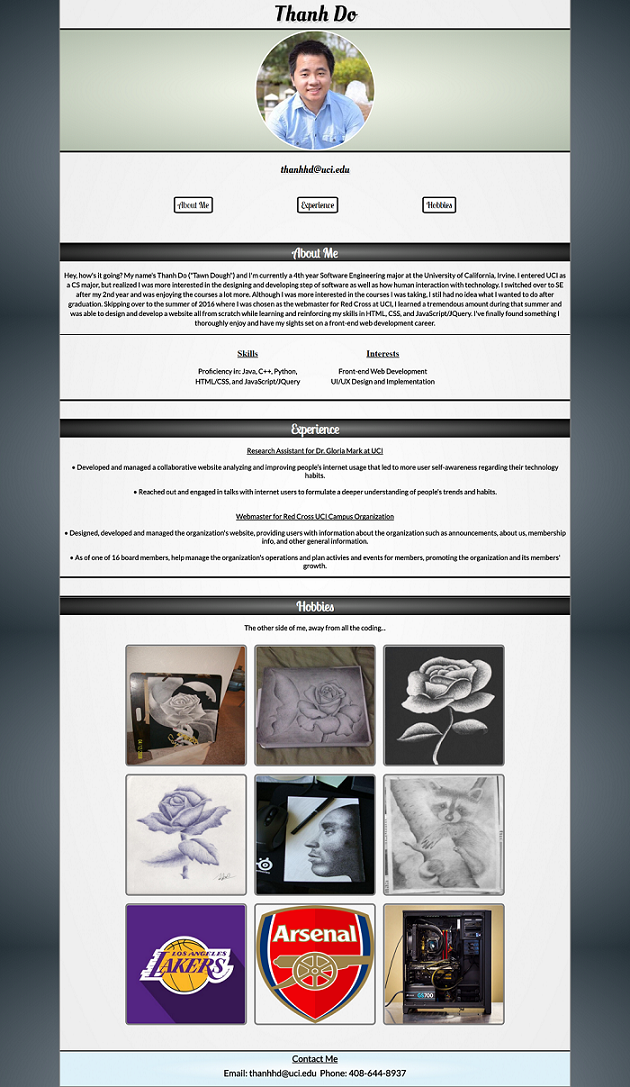 Thanh Do
thanhhd@uci.edu
About Me
Experience
Hobbies
About Me
Hey, how's it going? My name's Thanh Do ("Tawn Dough") and I'm currently a 4th year Software Engineering major at the University of California, Irvine. I entered UCI as
a CS major, but realized I was more interested in the designing and developing step of software as well as how human interaction with technology. I switched over to SE
after my 2nd year and was enjoying the courses a lot more. Although I was more interested in the courses I was taking, I stil had no idea what I wanted to do after
graduation. Skipping over to the summer of 2016 where I was chosen as the webmaster for Red Cross at UCI, I learned a tremendous amount during that summer and
was able to design and develop a website all from scratch while learning and reinforcing my skills in HTML, CSS, and JavaScript/JQuery. I've finally found something I
thoroughly enjoy and have my sights set on a front-end web development career.
Skills
Proficiency in: Java, C++, Python,
HTML/CSS, and JavaScript/JQuery
Interests
Front-end Web Development
UI/UX Design and Implementation
Experience
Research Assistant for Dr. Gloria Mark at UCI
• Developed and managed a collaborative website analyzing and improving people's internet usage that led to more user self-awareness regarding their technology
habits.
• Reached out and engaged in talks with internet users to formulate a deeper understanding of people's trends and habits.
Webmaster for Red Cross UCI Campus Organization
• Designed, developed and managed the organization's website, providing users with information about the organization such as announcements, about us, membership
info, and other general information.
• As of one of 16 board members, help manage the organization's operations and plan activies and events for members, promoting the organization and its members'
growth.
Hobbies
The other side of me, away from all the coding...
LOS ANGELES
LAKERS
Arsenal
GS700
Contact Me
Email: thanhhd@uci.edu Phone: 408-644-8937